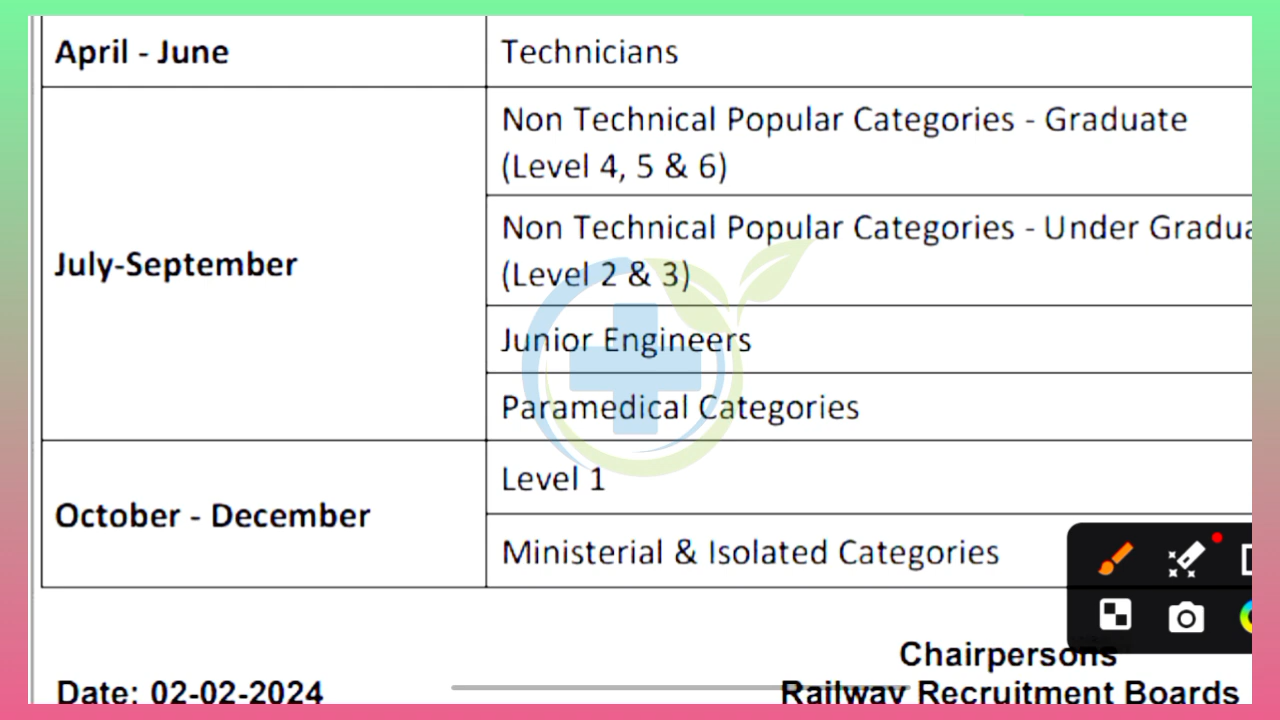 April - June
Technicians
Non Technical Popular Categories - Graduate
(Level 4, 5 & 6)
July-September
Non Technical Popular Categories - Under Gradua
(Level 2 & 3)
Junior Engineers
Paramedical Categories
October - December
Level 1
Ministerial & Isolated Categories
Chairpersons
Date: 02-02-2024
Railway Recruitment Boards